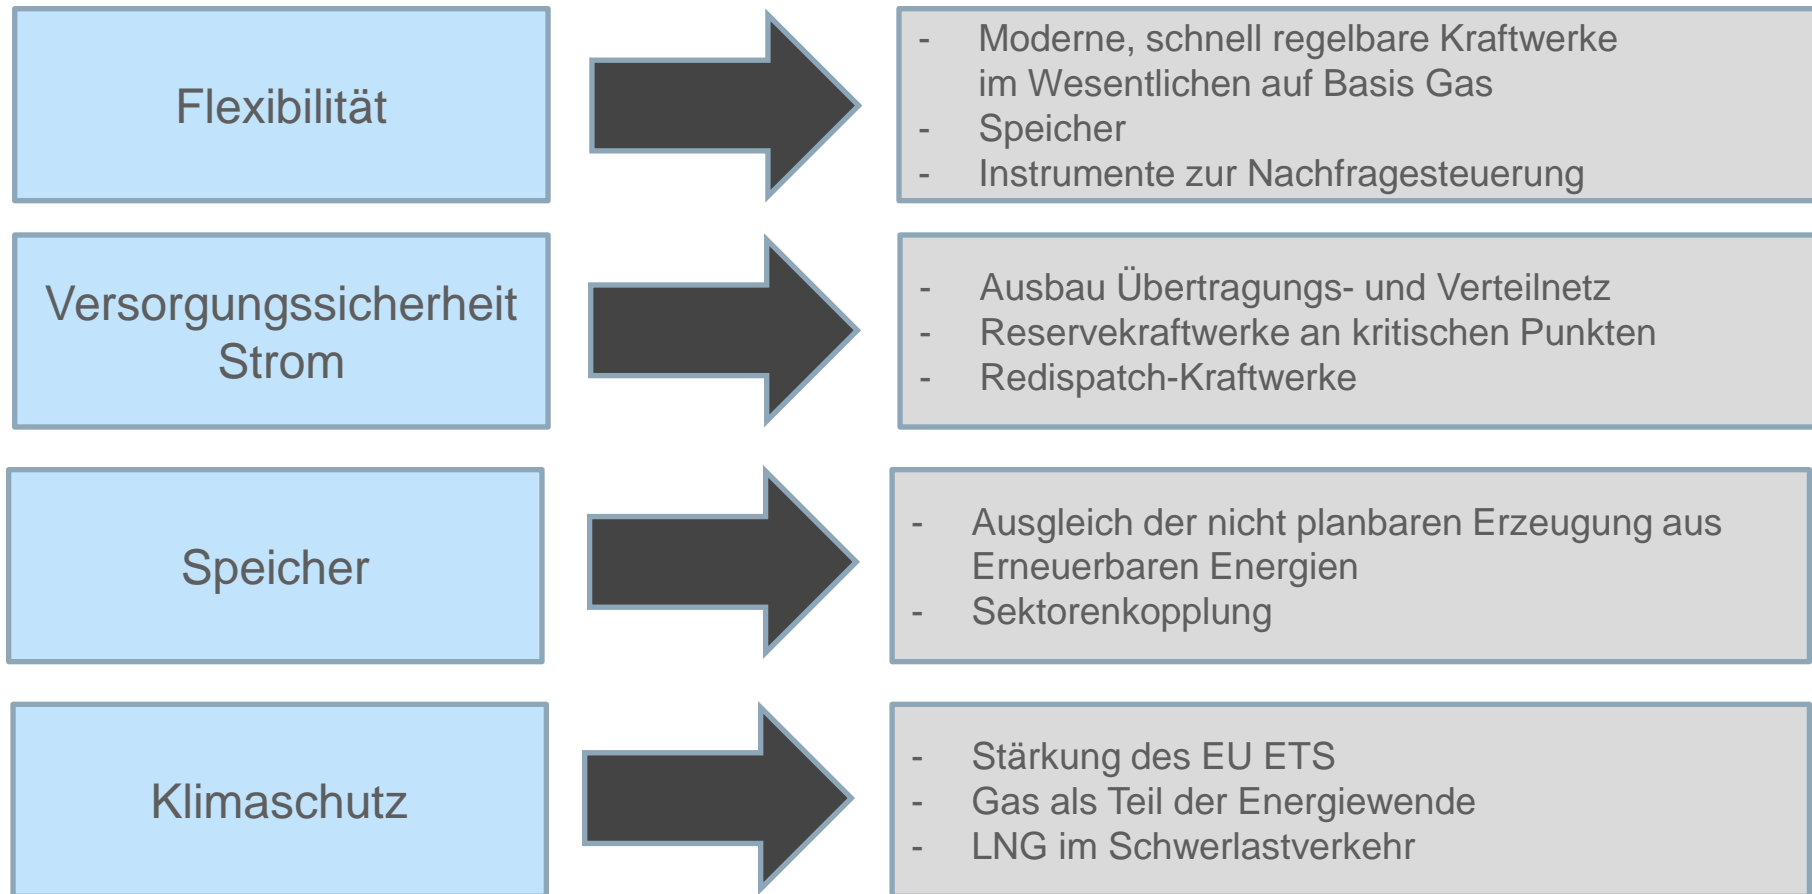 Flexibilität
- Moderne, schnell regelbare Kraftwerke
im Wesentlichen auf Basis Gas
- Speicher
- Instrumente zur Nachfragesteuerung
Versorgungssicherheit
Strom
- Ausbau Übertragungs- und Verteilnetz
- Reservekraftwerke an kritischen Punkten
- Redispatch-Kraftwerke
Speicher
- Ausgleich der nicht planbaren Erzeugung aus
Erneuerbaren Energien
- Sektorenkopplung
Klimaschutz
- Stärkung des EU ETS
- Gas als Teil der Energiewende
- LNG im Schwerlastverkehr